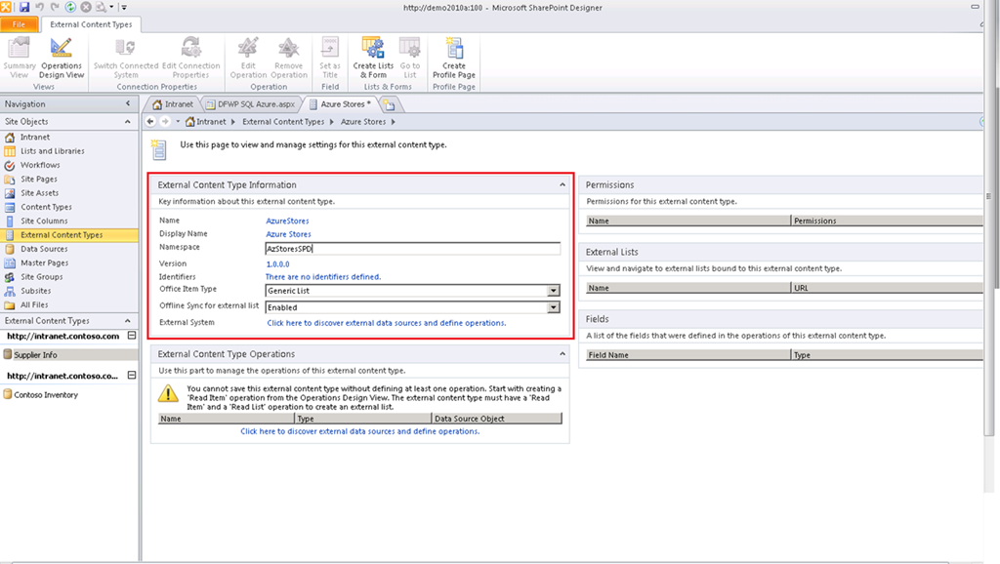 http://demo2010a:100 - Microsoft SharePoint Designer
File
External Content Types
Summary View
Operations Design View
Views
Switch Connected System
Edit Connection Properties
Connection Properties
Edit Operation
Remove Operation
Operation
Set as Title
Field
Create Lists & Form
Go to List
Lists & Forms
Create Profile Page
Profile Page
Navigation
Site Objects
Intranet
Lists and Libraries
Workflows
Site Pages
Site Assets
Content Types
Site Columns
External Content Types
Data Sources
Master Pages
Site Groups
Subsites
All Files
External Content Types
http://intranet.contoso.com
Supplier Info
http://intranet.contoso.co...
Contoso Inventory
Intranet
DFWP SQL Azure.aspx
Azure Stores *
Intranet
External Content Types
Azure Stores
Use this page to view and manage settings for this external content type.
External Content Type Information
Key information about this external content type.
Name AzureStores
Display Name Azure Stores
Namespace AzStoresSPD
Version 1.0.0.0
Identifiers There are no identifiers defined.
Office Item Type Generic List
Offline Sync for external list Enabled
External System Click here to discover external data sources and define operations.
External Content Type Operations
Use this part to manage the operations of this external content type.
You cannot save this external content type without defining at least one operation. Start with creating a
'Read Item' operation from the Operations Design View. The external content type must have a 'Read
Item' and a 'Read List' operation to create an external list.
Name Type Data Source Object
Click here to discover external data sources and define operations.
Permissions
Permissions for this external content type.
Name Permissions
External Lists
View and navigate to external lists bound to this external content type.
Name URL
Fields
A list of the fields that were defined in the operations of this external content type.
Field Name Type